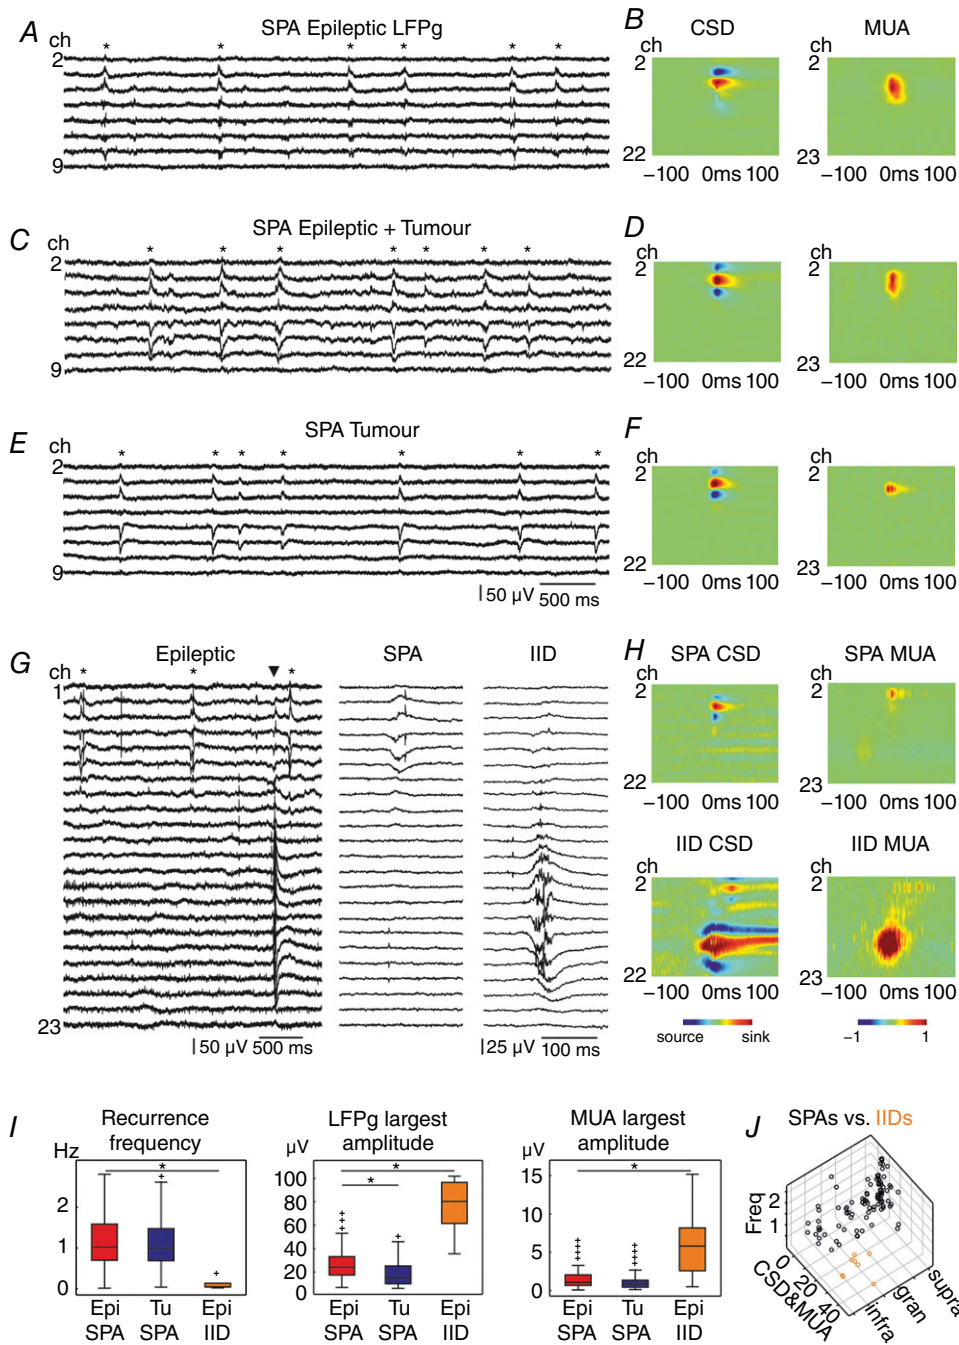 A SPA Epileptic LFPg
ch
2
* * * * * *
9
B CSD MUA
ch ch
2 2
22 23
−100 0ms 100 −100 0ms 100
C SPA Epileptic + Tumour
ch
2
* * * * * * *
9
D
ch ch
2 2
22 23
−100 0ms 100 −100 0ms 100
E SPA Tumour
ch
2
* * * * * * *
9
50 µV 500 ms
F
ch ch
2 2
22 23
−100 0ms 100 −100 0ms 100
G Epileptic SPA IID
ch * * ▼ *
1
23
50 µV 500 ms 25 µV 100 ms
H SPA CSD SPA MUA
ch ch
2 2
22 23
−100 0ms 100 −100 0ms 100
IID CSD IID MUA
ch ch
2 2
22 23
−100 0ms 100 −100 0ms 100
source sink −1 1
I Recurrence frequency
Hz
2
1
0
*
+ +
Epi Tu Epi
SPA SPA IID
LFPg largest amplitude
µV
100
80
60
40
20
* *
Epi Tu Epi
SPA SPA IID
MUA largest amplitude
µV
15
10
5
0
*
Epi Tu Epi
SPA SPA IID
J SPAs vs. IIDs
Freq
2
1
0 20 40
CSD&MUA
infra gran supra